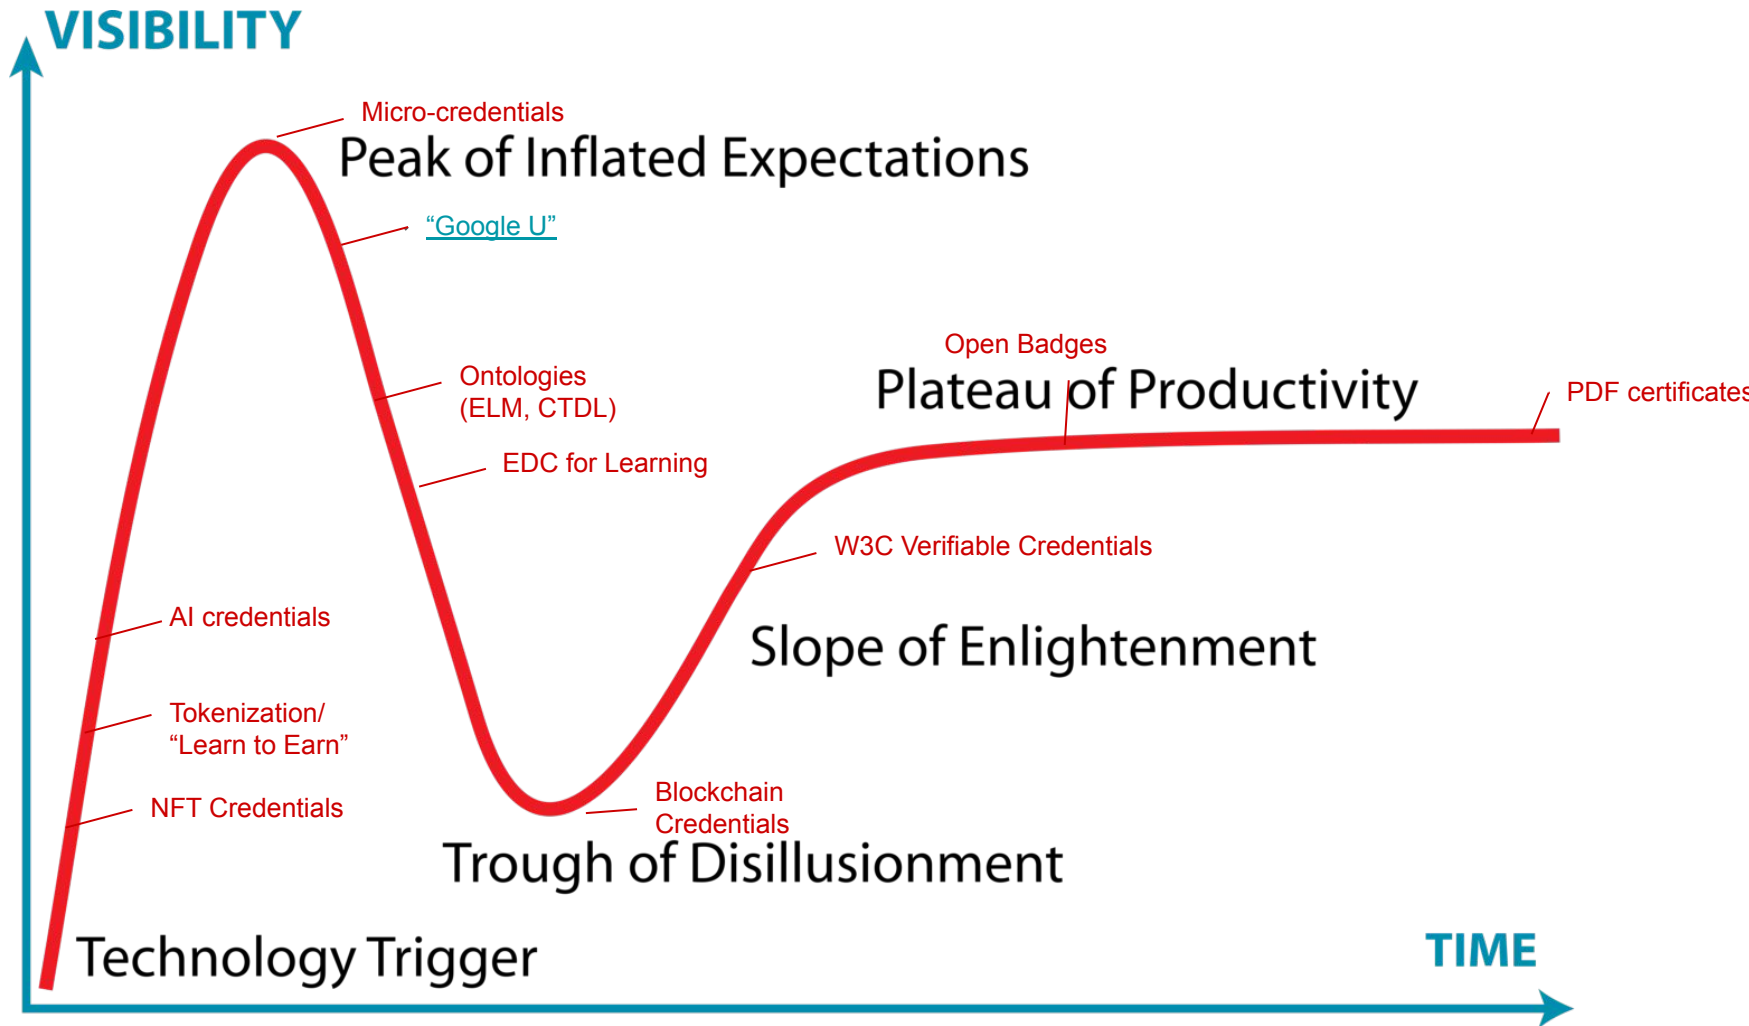 VISIBILITY
Micro-credentials
Peak of Inflated Expectations
“Google U”
Open Badges
Ontologies
(ELM, CTDL)
Plateau of Productivity
PDF certificates
EDC for Learning
W3C Verifiable Credentials
AI credentials
Slope of Enlightenment
Tokenization/
“Learn to Earn”
NFT Credentials
Blockchain
Credentials
Trough of Disillusionment
Technology Trigger
TIME